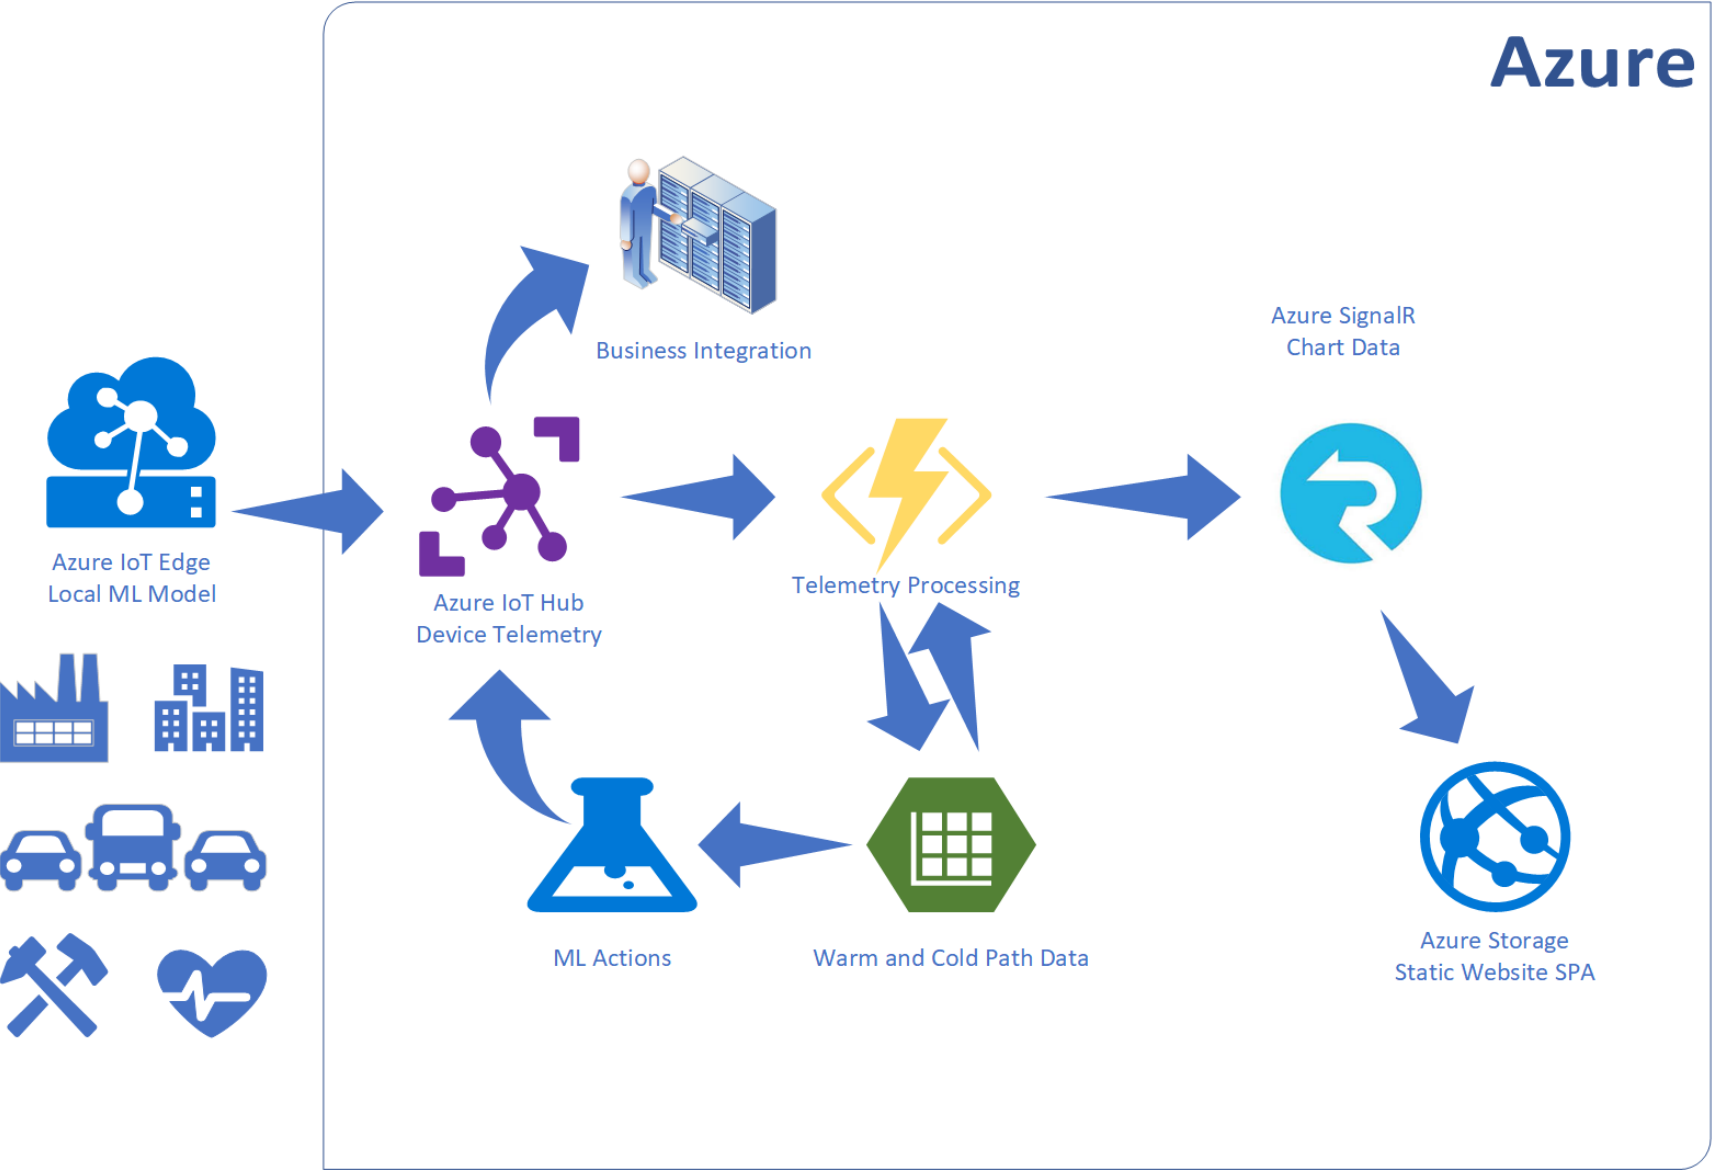 Azure
Business Integration
Azure SignalR
Chart Data
Azure IoT Edge
Local ML Model
Azure IoT Hub
Device Telemetry
Telemetry Processing
ML Actions
Warm and Cold Path Data
Azure Storage
Static Website SPA